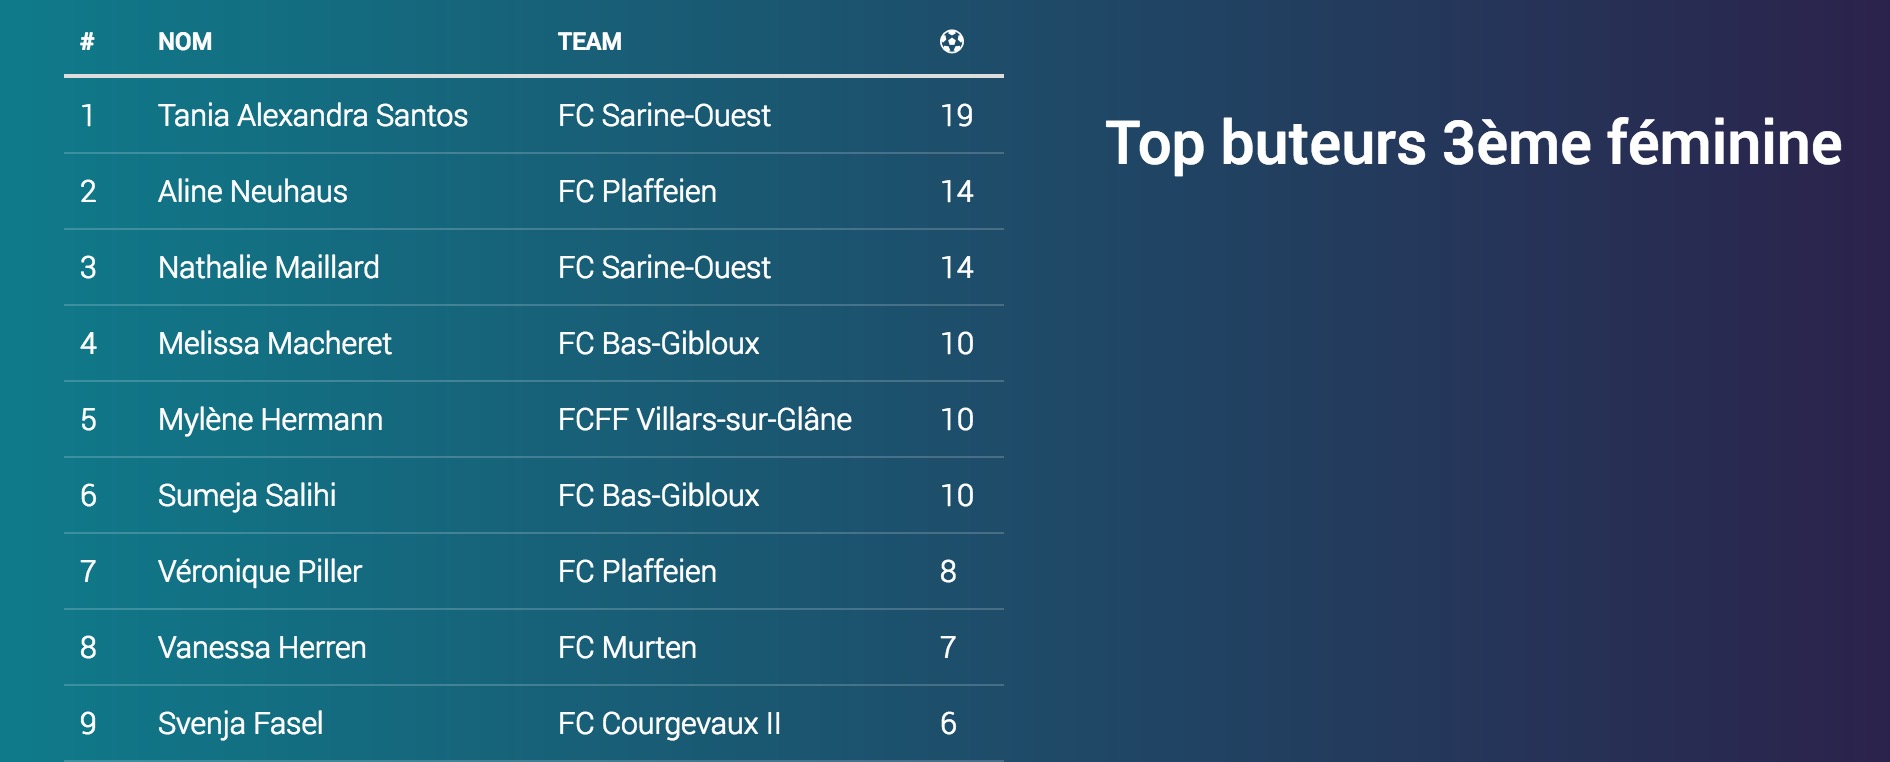 # NOM TEAM
1 Tania Alexandra Santos FC Sarine-Ouest 19
Top buteurs 3ème féminine
2 Aline Neuhaus FC Plaffeien 14
3 Nathalie Maillard FC Sarine-Ouest 14
4 Melissa Macheret FC Bas-Gibloux 10
5 Mylène Hermann FCFF Villars-sur-Glâne 10
6 Sumeja Salihi FC Bas-Gibloux 10
7 Véronique Piller FC Plaffeien 8
8 Vanessa Herren FC Murten 7
9 Svenja Fasel FC Courgevaux II 6